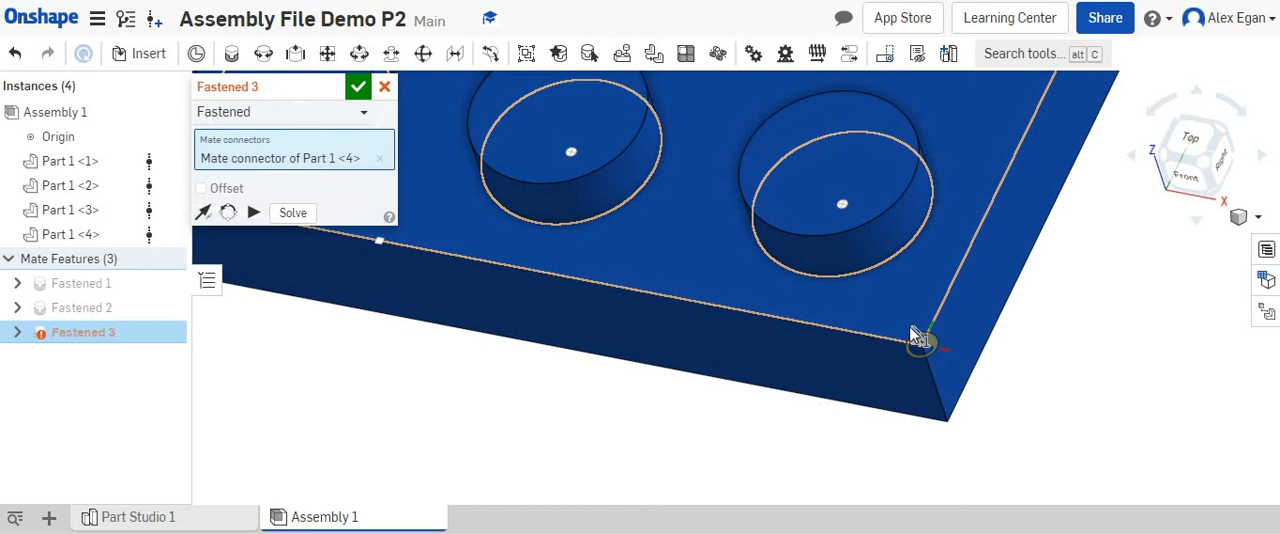 Onshape Assembly File Demo P2 Main App Store Learning Center Share Alex Egan
Insert Search tools... alt C
Instances (4)
Assembly 1
Origin
Part 1 <1>
Part 1 <2>
Part 1 <3>
Part 1 <4>
Mate Features (3)
Fastened 1
Fastened 2
Fastened 3
Fastened 3
Fastened
Mate connectors
Mate connector of Part 1 <4>
Offset
Solve
Top
Front
Right
Z
X
Part Studio 1 Assembly 1